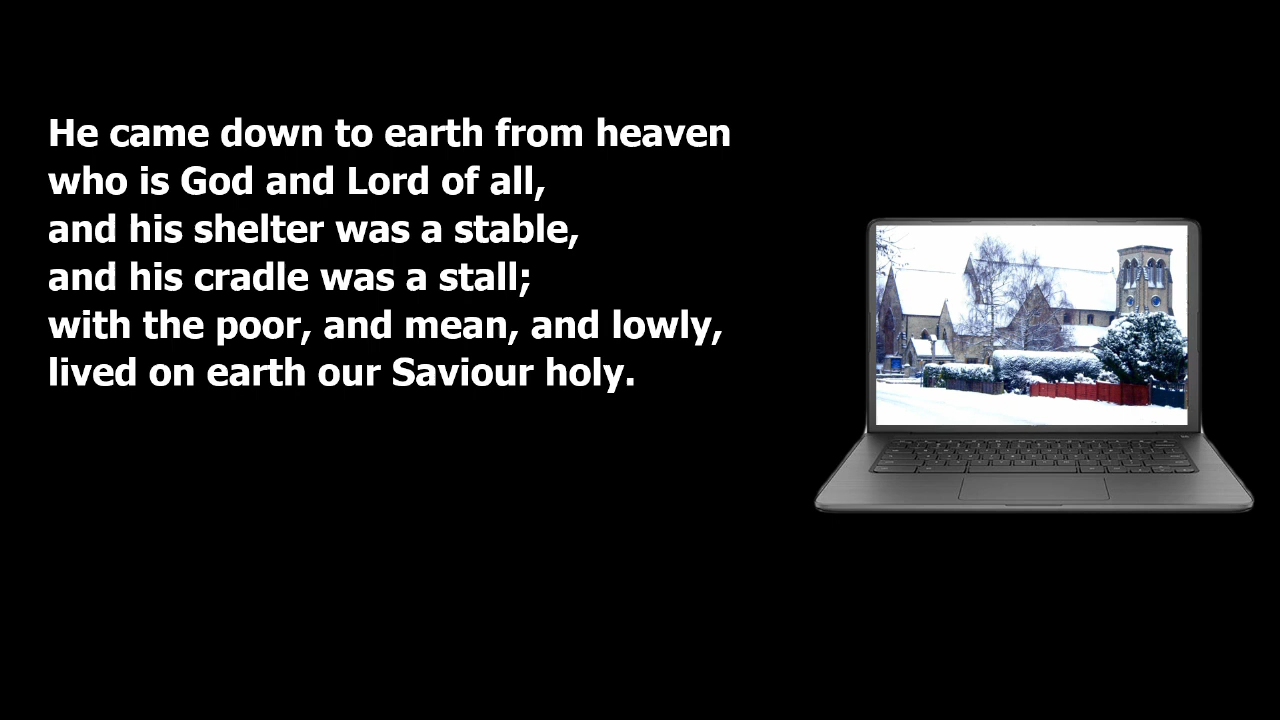 He came down to earth from heaven
who is God and Lord of all,
and his shelter was a stable,
and his cradle was a stall;
with the poor, and mean, and lowly,
lived on earth our Saviour holy.